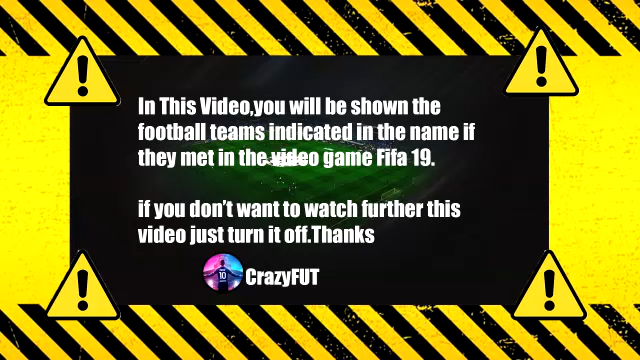 In This Video,you will be shown the
football teams indicated in the name if
they met in the video game Fifa 19.
if you don't want to watch further this
video just turn it off.Thanks
10
CrazyFUT